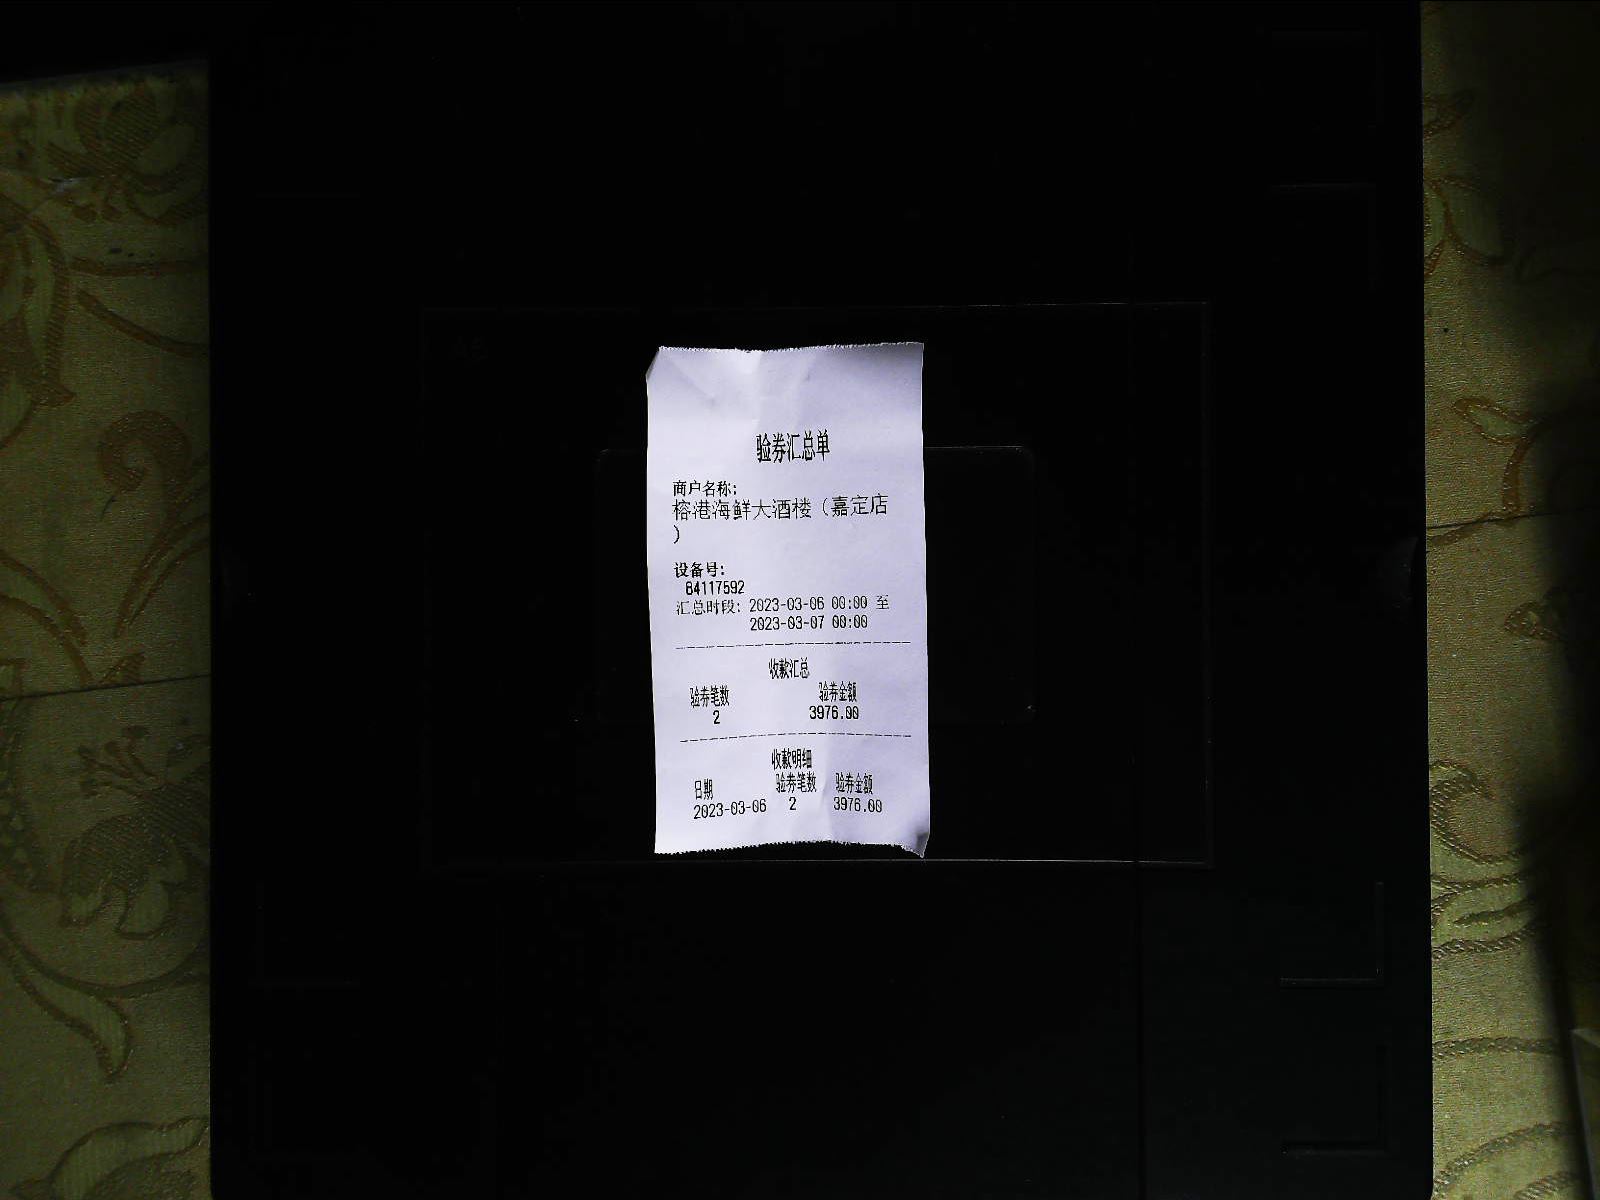 验券汇总单
商户名称:
榕港海鲜大酒楼（嘉定店
）
设备号:
84117592
汇总时段: 2023-03-06 00:00 至
2023-03-07 00:00
收款汇总
验券笔数 验券金额
2 3976.00
收款明细
日期 验券笔数 验券金额
2023-03-06 2 3976.00